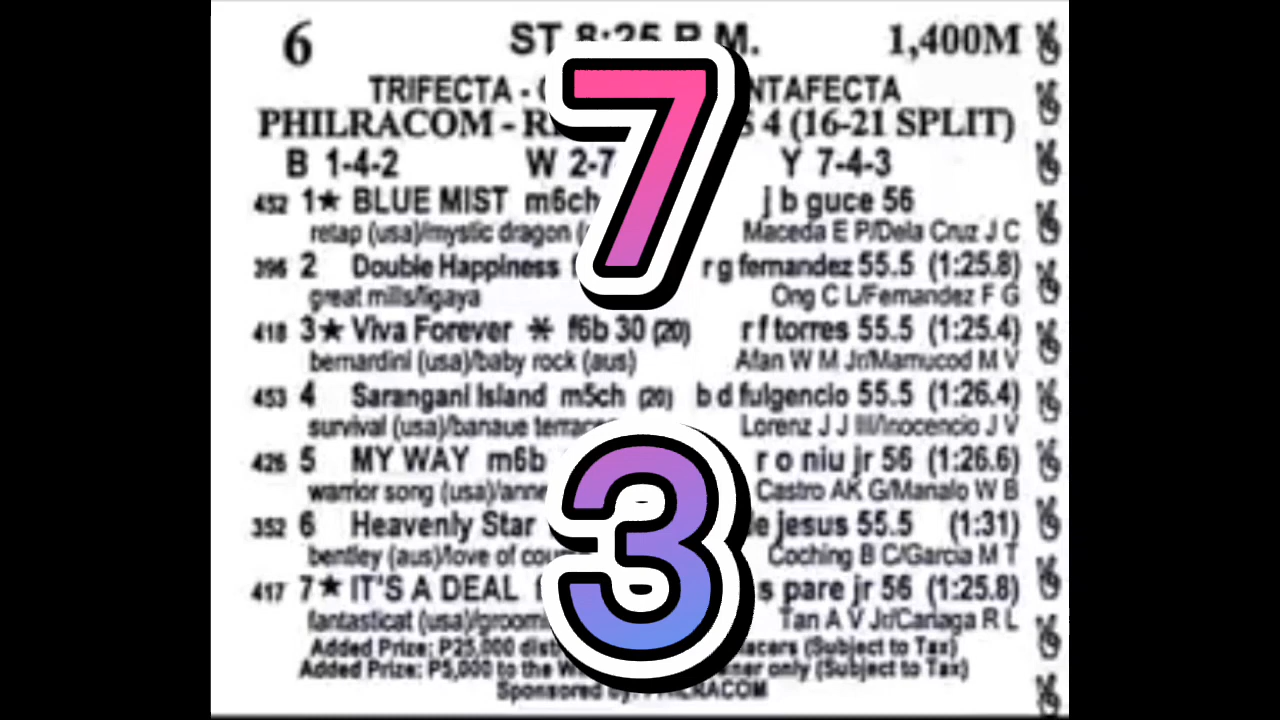 6 ST 8:25 P.M. 1,400M
7
TRIFECTA -
PHILRACOM - 4 (16-21 SPLIT)
B 1-4-2 W 2-7 Y 7-4-3
452 1★ BLUE MIST m6ch j b guce 56
retap (usa)/mystic dragon Maceda E P/Dela Cruz J C
396 2 Double Happiness r g fernandez 55.5 (1:25.8)
great mills/ligaya Ong C L/Fernandez F G
418 3★ Viva Forever * f6b 30 (20) r f torres 55.5 (1:25.4)
bernardini (usa)/baby rock (aus) Afan W M Jr/Mamucod M V
453 4 Sarangani Island m5ch (20) b d fulgencio 55.5 (1:26.4)
survival (usa)/banaue terrace Lorenz J J III/Inocencio J V
3
426 5 MY WAY m6b r o niu jr 56 (1:26.6)
warrior song (usa)/anne Castro AK G/Manalo W B
352 6 Heavenly Star jesus 55.5 (1:31)
bentley (aus)/love of Coching B C/Garcia M T
417 7★ IT'S A DEAL s pare jr 56 (1:25.8)
fantasticat (usa)/ Tan A V Jr/Cariaga R L
Added Prize: P25,000 (Subject to Tax)
Added Prize: P5,000 to the only (Subject to Tax)
Sponsored by: PHILRACOM